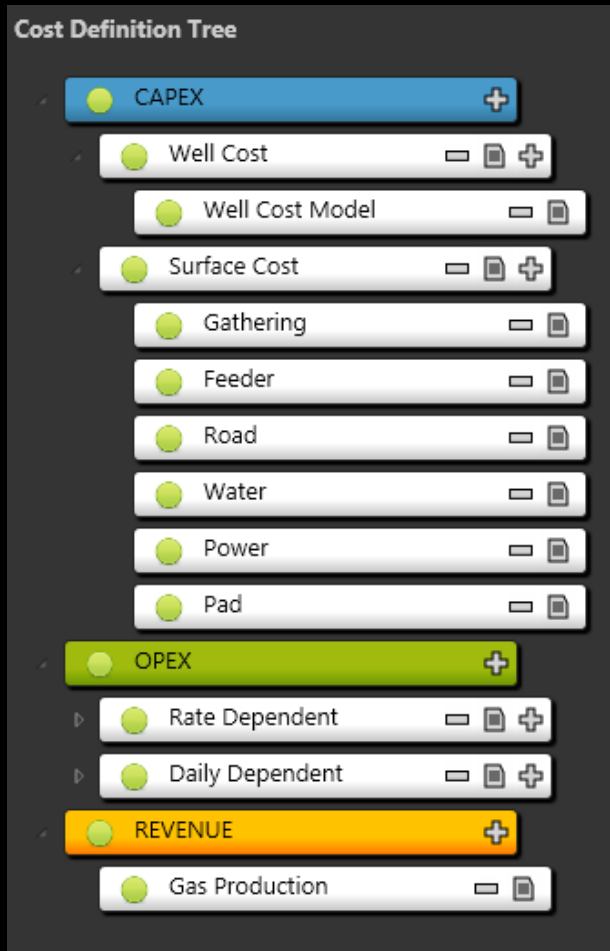 Cost Definition Tree
CAPEX
Well Cost
Well Cost Model
Surface Cost
Gathering
Feeder
Road
Water
Power
Pad
OPEX
Rate Dependent
Daily Dependent
REVENUE
Gas Production